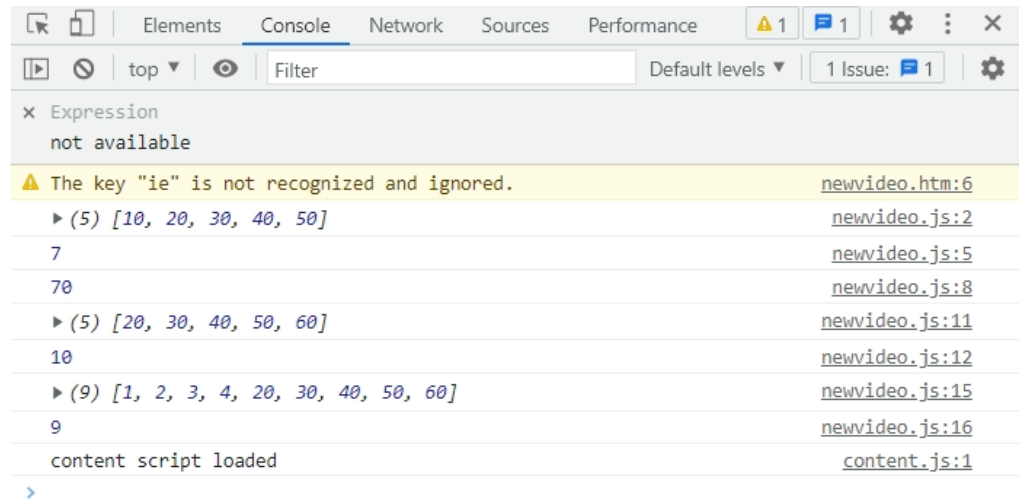 Elements Console Network Sources Performance 1 1
top Filter Default levels 1 Issue: 1
Expression
not available
The key "ie" is not recognized and ignored. newvideo.htm:6
(5) [10, 20, 30, 40, 50] newvideo.js:2
7 newvideo.js:5
70 newvideo.js:8
(5) [20, 30, 40, 50, 60] newvideo.js:11
10 newvideo.js:12
(9) [1, 2, 3, 4, 20, 30, 40, 50, 60] newvideo.js:15
9 newvideo.js:16
content script loaded content.js:1